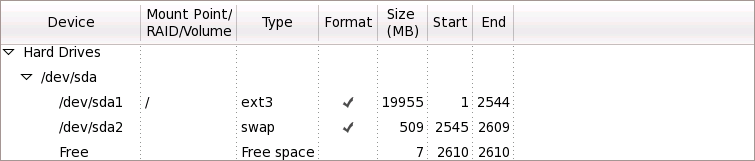 Device Mount Point/ RAID/Volume Type Format Size (MB) Start End
Hard Drives
/dev/sda
/dev/sda1 / ext3 19955 1 2544
/dev/sda2 swap 509 2545 2609
Free Free space 7 2610 2610